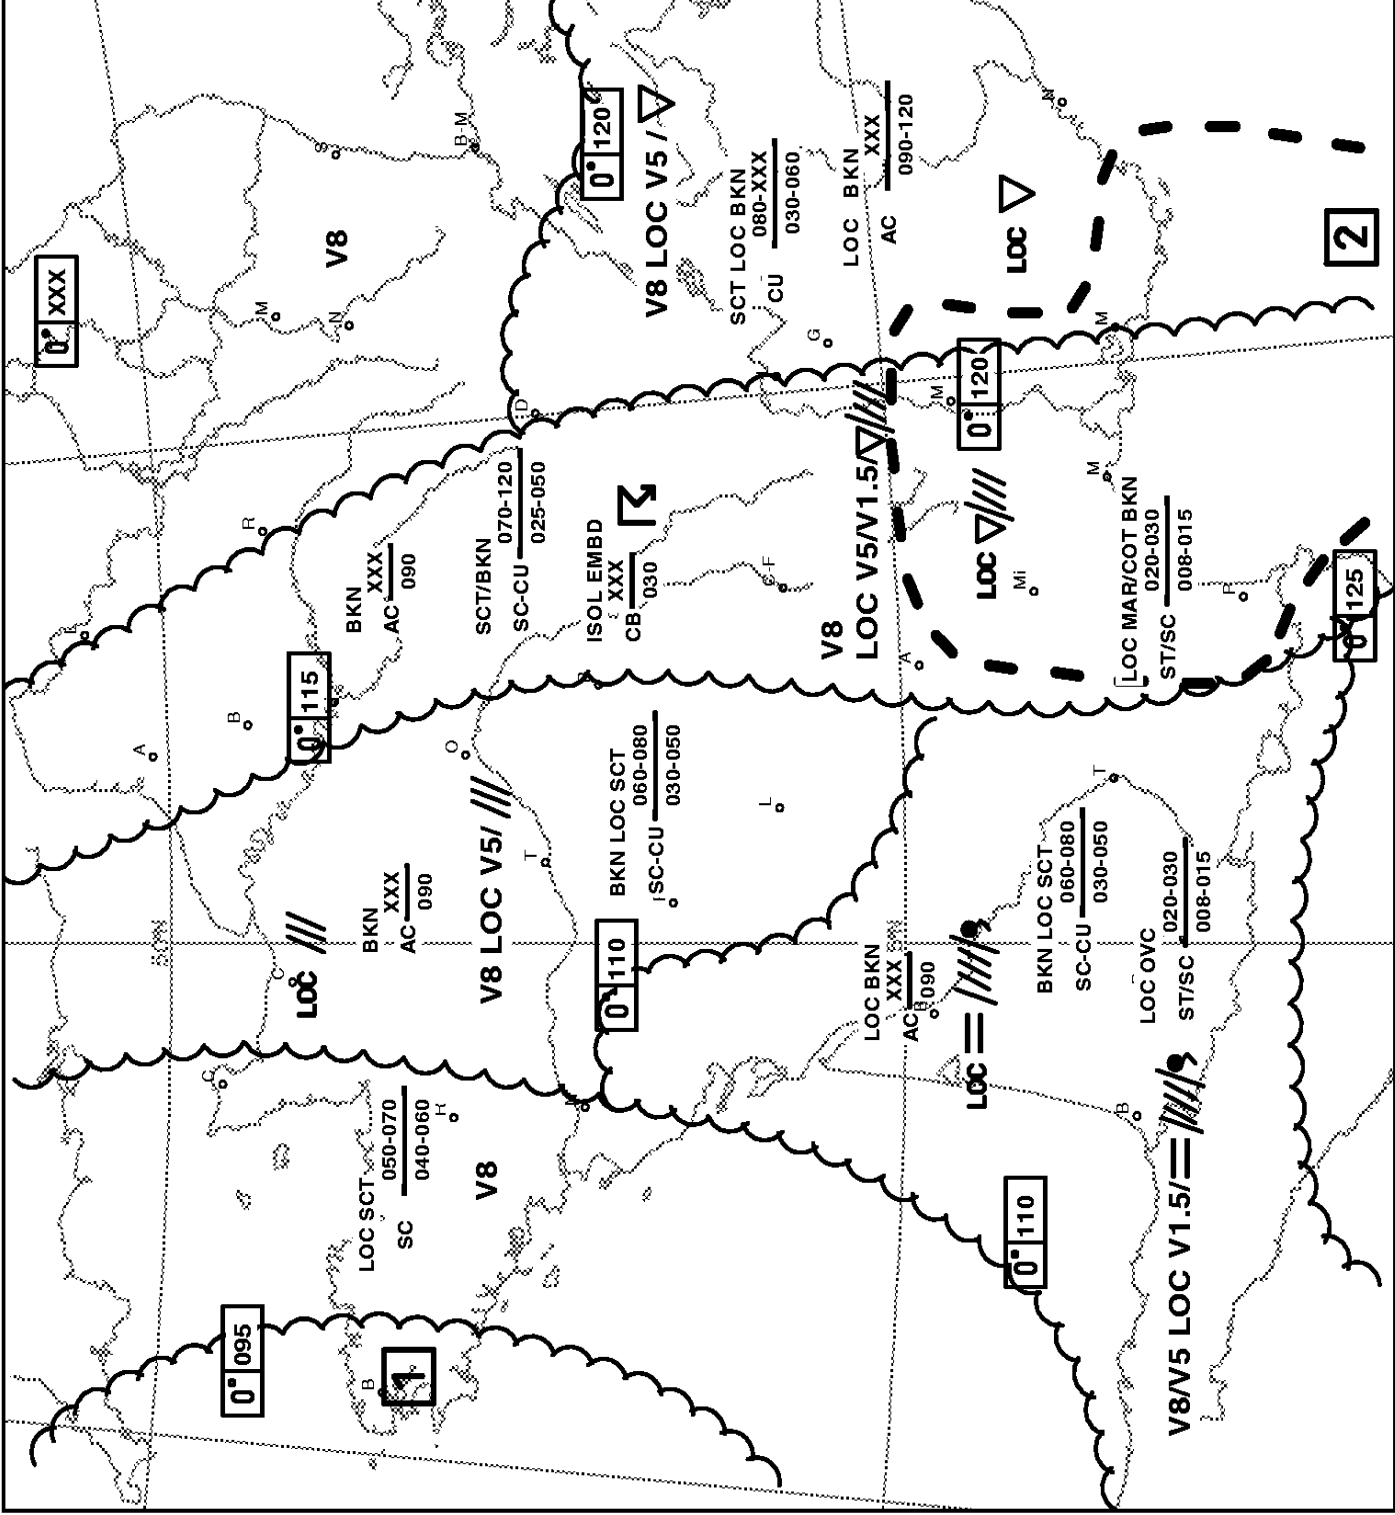 0° XXX
B
R
A
B
C
C
0° 095
50N
M
N
S
V8
B-M
LOC
0° 115
BKN
XXX
AC
090
BKN
XXX
AC
090
LOC SCT
050-070
SC
040-060
R
V8
B
1
O
T
D
V8 LOC V5/
SCT/BKN
070-120
SC-CU
025-050
ISOL EMBD
XXX
CB
030
0° 120
V8 LOC V5 /
SCT LOC BKN
080-XXX
CU
030-060
0° 110
BKN LOC SCT
060-080
SC-CU
030-050
L
C-F
G
V8
LOC V5/V1.5/
LOC BKN
XXX
AC
090-120
LOC BKN
XXX
AC
090
B
A
M
0° 120
LOC
LOC
LOC
Mi
N
0° 110
BKN LOC SCT
060-080
SC-CU
030-050
M
M
T
B
LOC MAR/COT BKN
020-030
ST/SC
008-015
LOC OVC
020-030
ST/SC
008-015
V8/V5 LOC V1.5/
R
0° 125
2